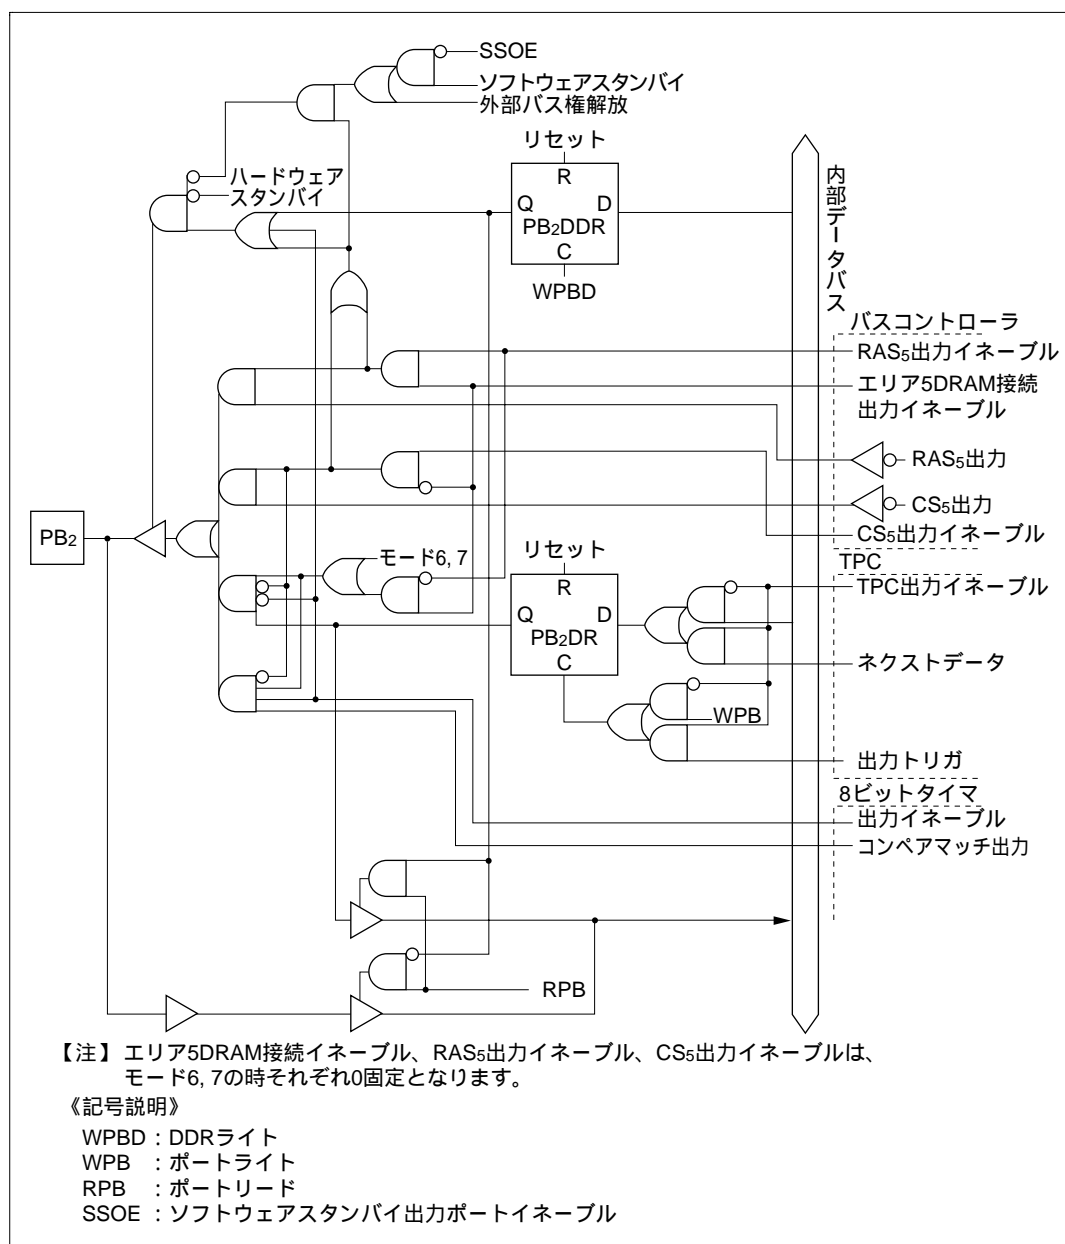 SSOE
ソフトウェアスタンバイ
外部バス権解放
リセット
ハードウェア
スタンバイ
R
Q D
PB2DDR
C
WPBD
内部データバス
バスコントローラ
RAS5出力イネーブル
エリア5DRAM接続
出力イネーブル
RAS5出力
CS5出力
CS5出力イネーブル
PB2
モード6, 7
リセット
R
Q D
PB2DR
C
TPC
TPC出力イネーブル
ネクストデータ
WPB
出力トリガ
8ビットタイマ
出力イネーブル
コンペアマッチ出力
RPB
【注】 エリア5DRAM接続イネーブル、RAS5出力イネーブル、CS5出力イネーブルは、
モード6, 7の時それぞれ0固定となります。
《記号説明》
WPBD : DDRライト
WPB : ポートライト
RPB : ポートリード
SSOE : ソフトウェアスタンバイ出力ポートイネーブル